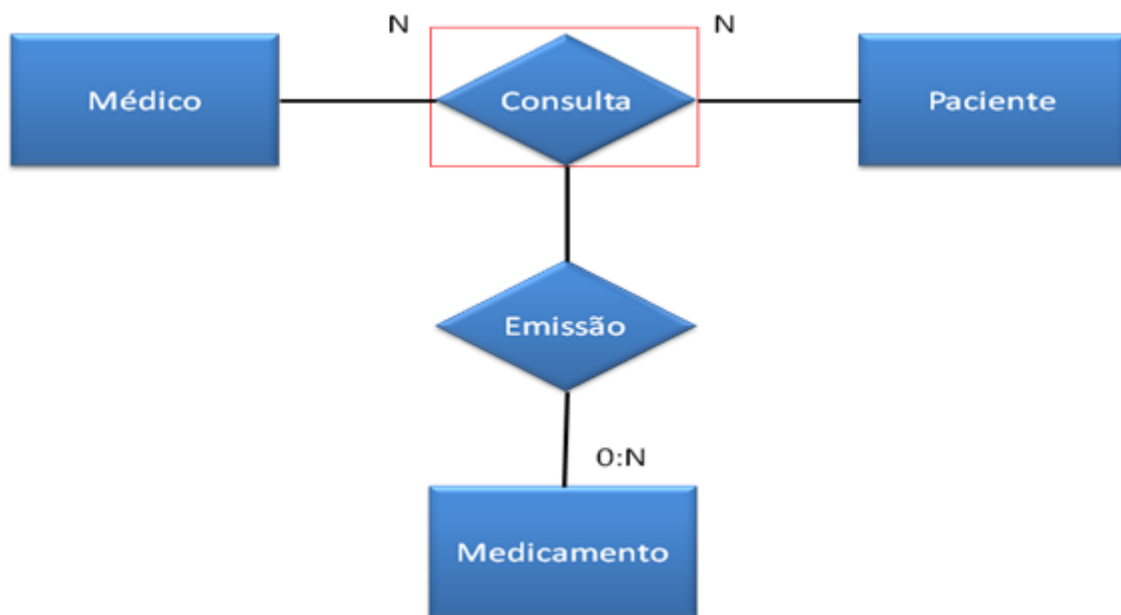 N
N
Médico
Consulta
Paciente
Emissão
0:N
Medicamento